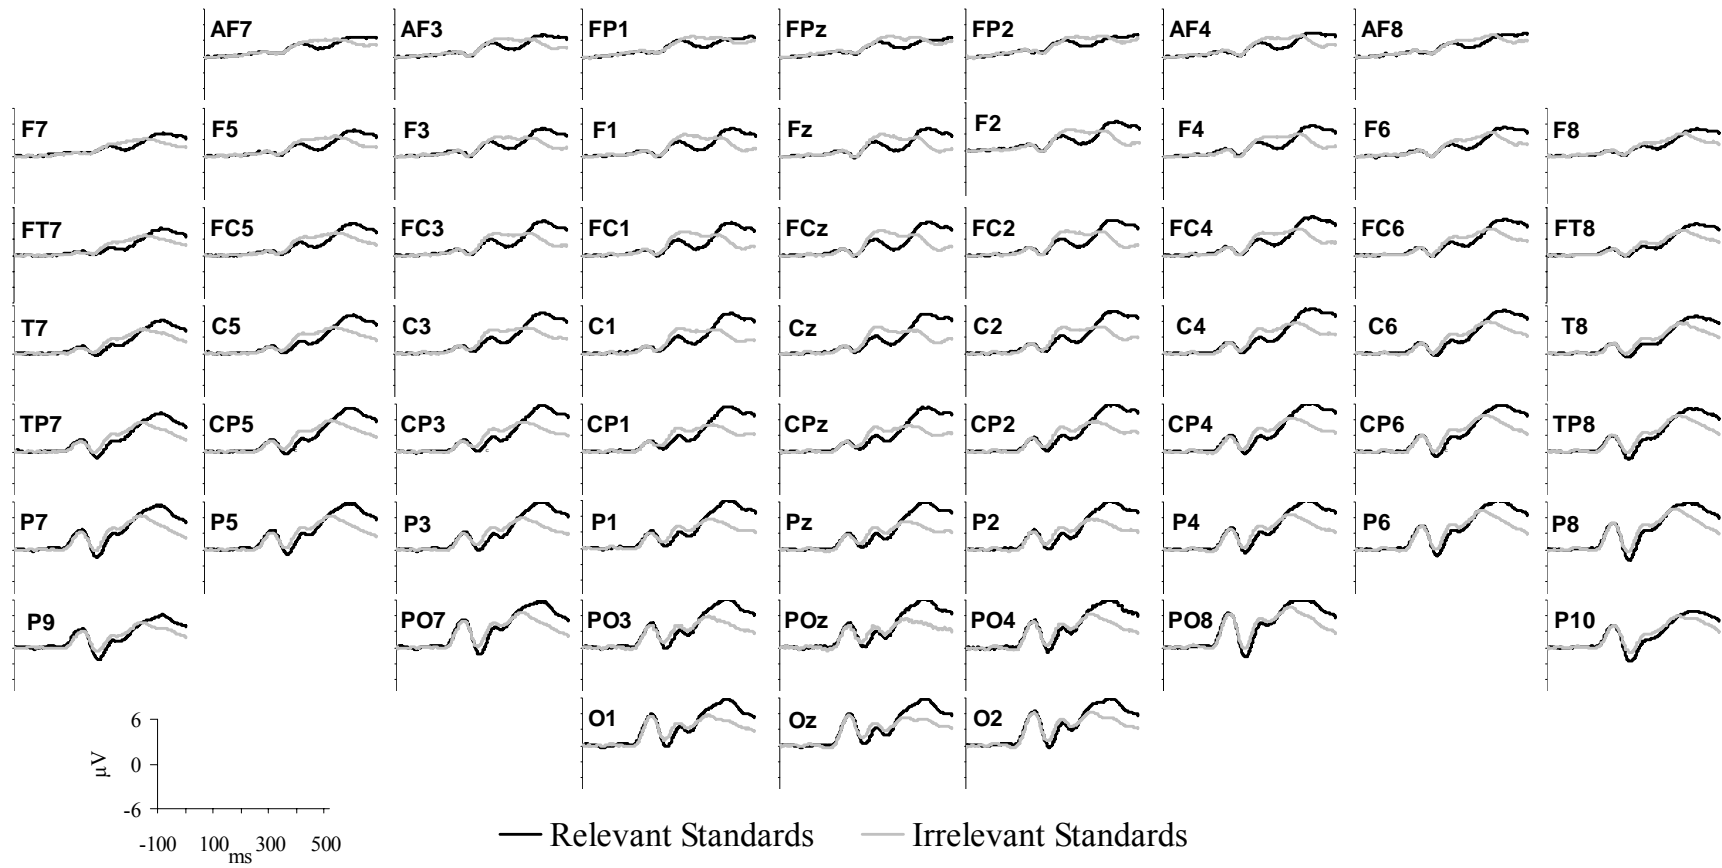 AF7 AF3 FP1 FPz FP2 AF4 AF8
F7 F5 F3 F1 Fz F2 F4 F6 F8
FT7 FC5 FC3 FC1 FCz FC2 FC4 FC6 FT8
T7 C5 C3 C1 Cz C2 C4 C6 T8
TP7 CP5 CP3 CP1 CPz CP2 CP4 CP6 TP8
P7 P5 P3 P1 Pz P2 P4 P6 P8
P9 PO7 PO3 POz PO4 PO8 P10
O1 Oz O2
6
μV
0
-6
-100 100 300 500
ms
Relevant Standards Irrelevant Standards